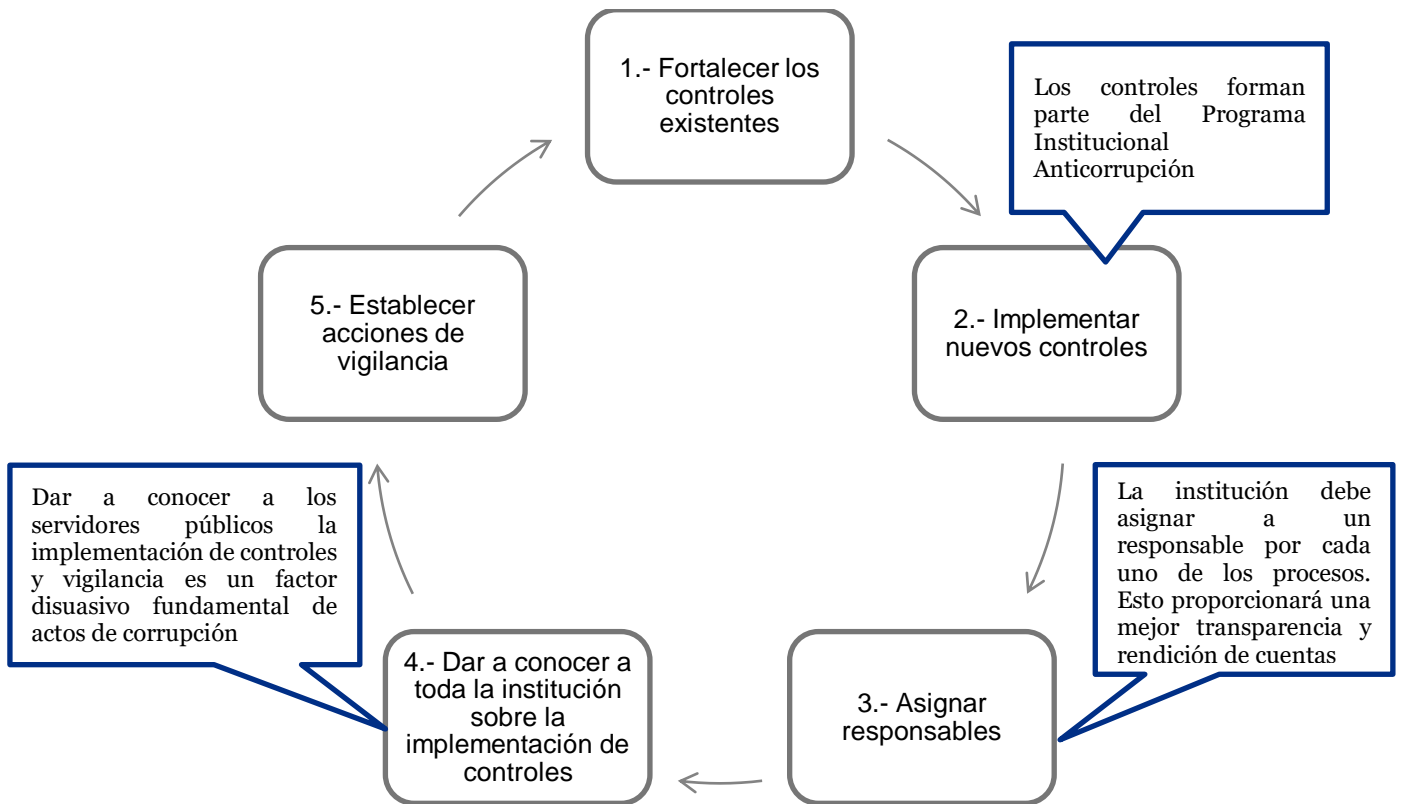 1.- Fortalecer los
controles
existentes
Los controles forman
parte del Programa
Institucional
Anticorrupción
2.- Implementar
nuevos controles
La institución debe
asignar a un
responsable por cada
uno de los procesos.
Esto proporcionará una
mejor transparencia y
rendición de cuentas
3.- Asignar
responsables
4.- Dar a conocer a
toda la institución
sobre la
implementación de
controles
Dar a conocer a los
servidores públicos la
implementación de controles
y vigilancia es un factor
disuasivo fundamental de
actos de corrupción
5.- Establecer
acciones de
vigilancia